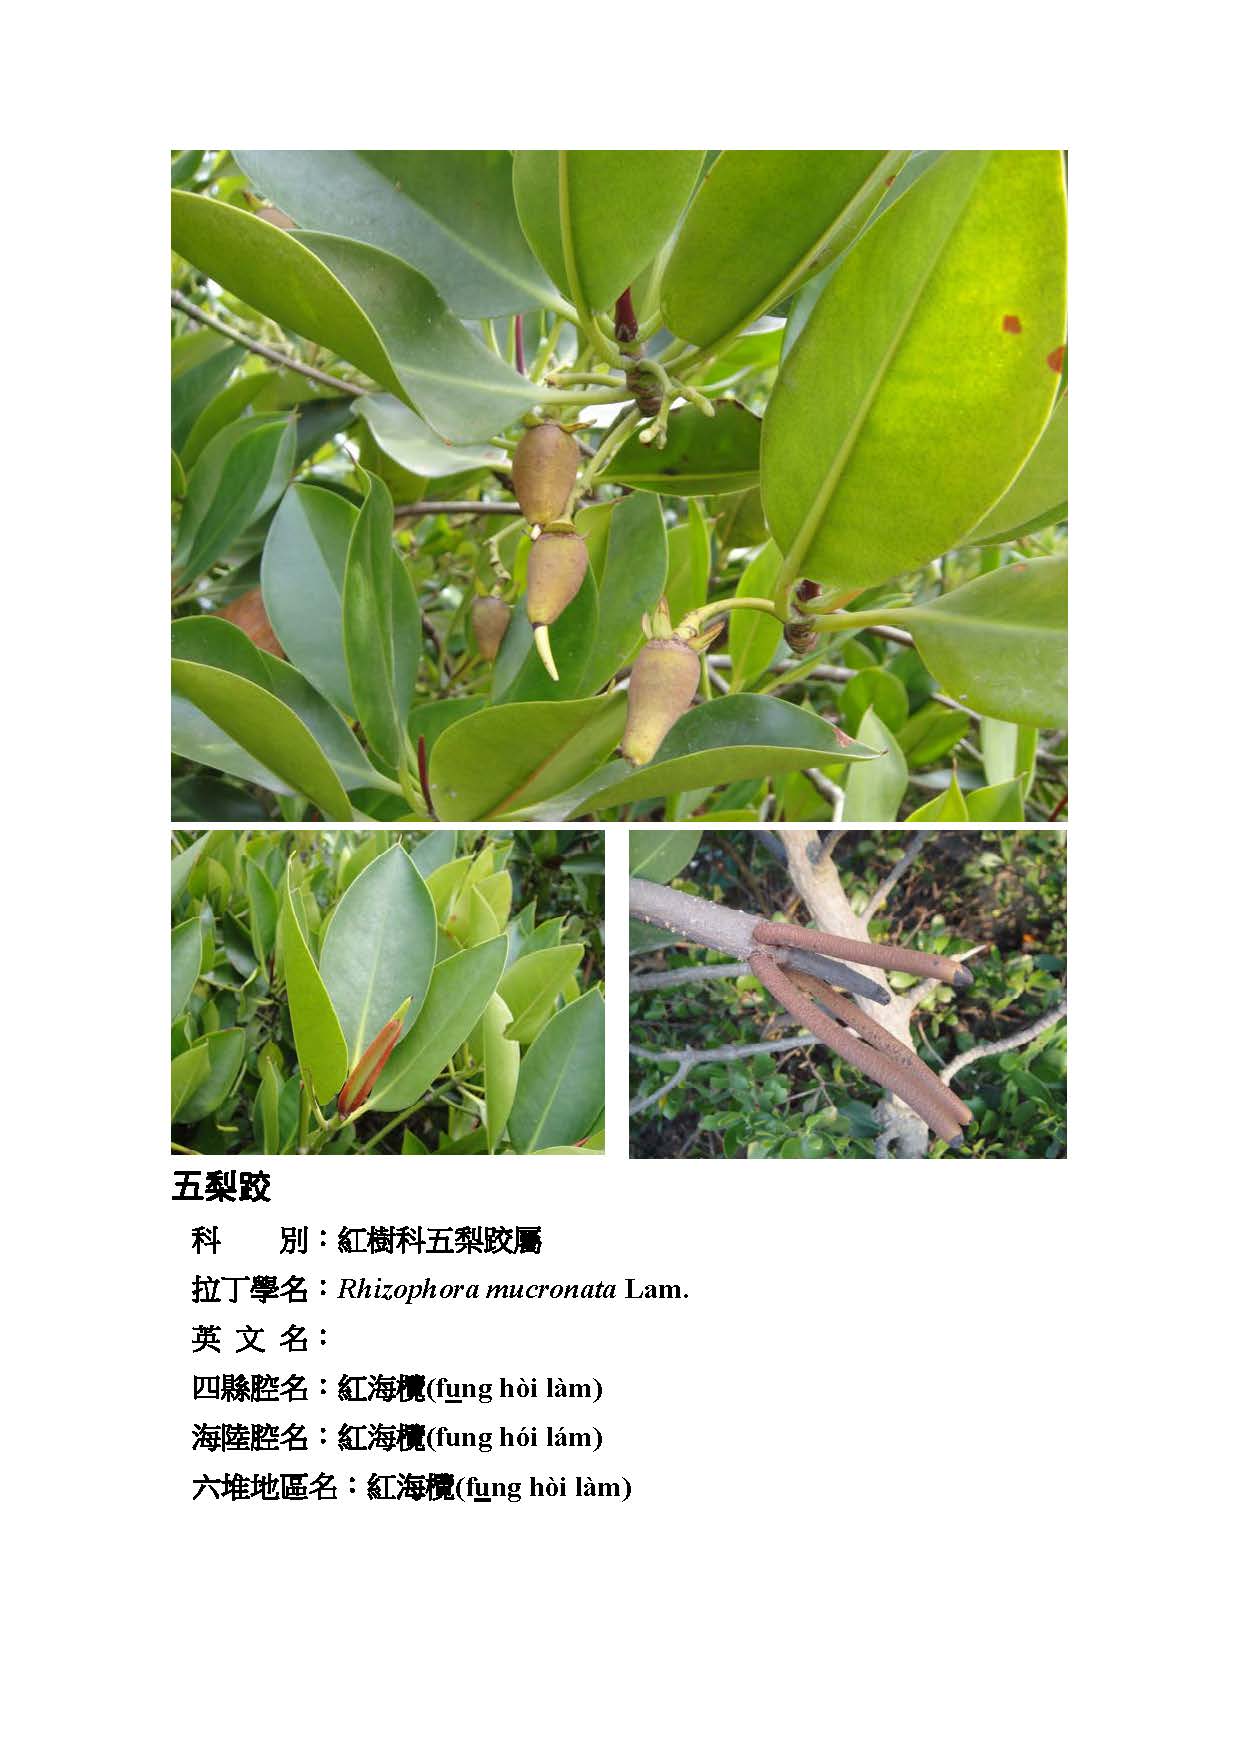 五梨跤
科　　別：紅樹科五梨跤屬
拉丁學名：Rhizophora mucronata Lam.
英 文 名：
四縣腔名：紅海欖(fung hòi làm)
海陸腔名：紅海欖(fung hói lám)
六堆地區名：紅海欖(fung hòi làm)